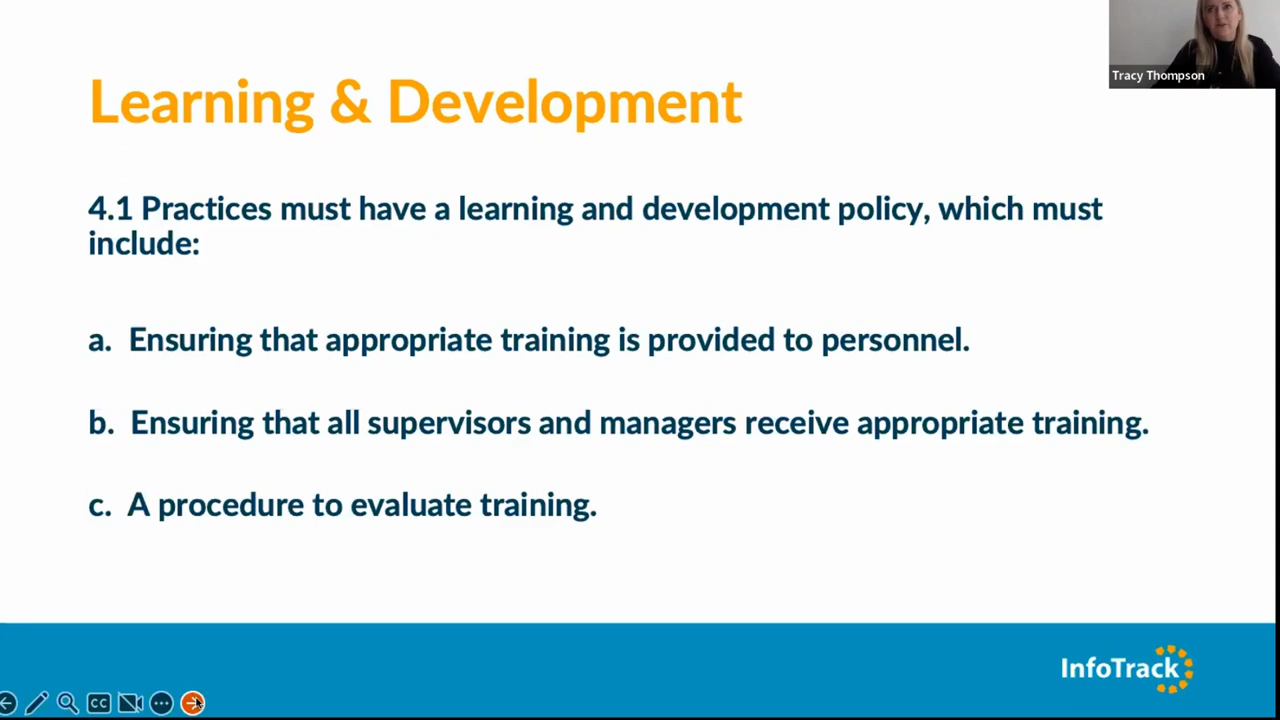 Tracy Thompson
Learning & Development
4.1 Practices must have a learning and development policy, which must
include:
a. Ensuring that appropriate training is provided to personnel.
b. Ensuring that all supervisors and managers receive appropriate training.
c. A procedure to evaluate training.
InfoTrack
CC